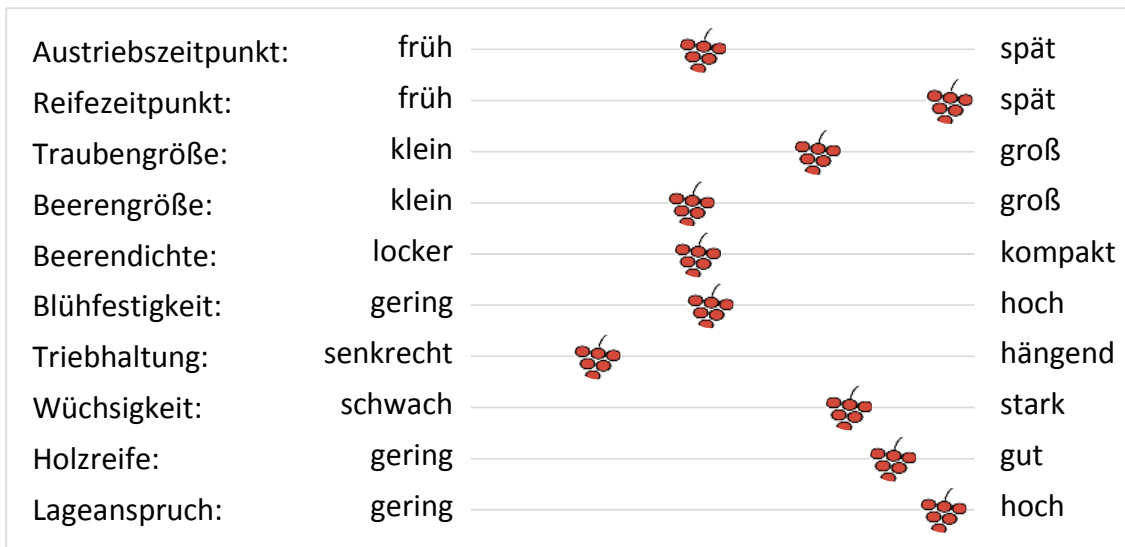 Austriebszeitpunkt: früh spät
Reifezeitpunkt: früh spät
Traubengröße: klein groß
Beerengröße: klein groß
Beerendichte: locker kompakt
Blühfestigkeit: gering hoch
Triebhaltung: senkrecht hängend
Wüchsigkeit: schwach stark
Holzreife: gering gut
Lageanspruch: gering hoch